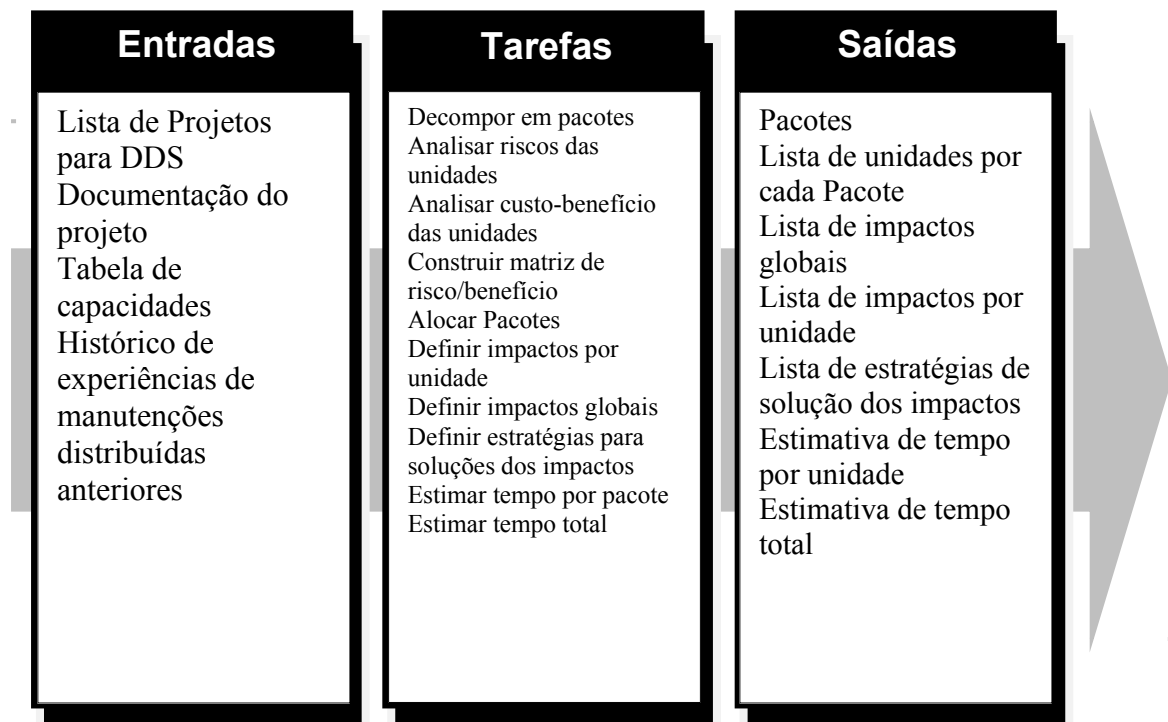 Entradas
Lista de Projetos
para DDS
Documentação do
projeto
Tabela de
capacidades
Histórico de
experiências de
manutenções
distribuídas
anteriores
Tarefas
Decompor em pacotes
Analisar riscos das
unidades
Analisar custo-benefício
das unidades
Construir matriz de
risco/benefício
Alocar Pacotes
Definir impactos por
unidade
Definir impactos globais
Definir estratégias para
soluções dos impactos
Estimar tempo por pacote
Estimar tempo total
Saídas
Pacotes
Lista de unidades por
cada Pacote
Lista de impactos
globais
Lista de impactos por
unidade
Lista de estratégias de
solução dos impactos
Estimativa de tempo
por unidade
Estimativa de tempo
total